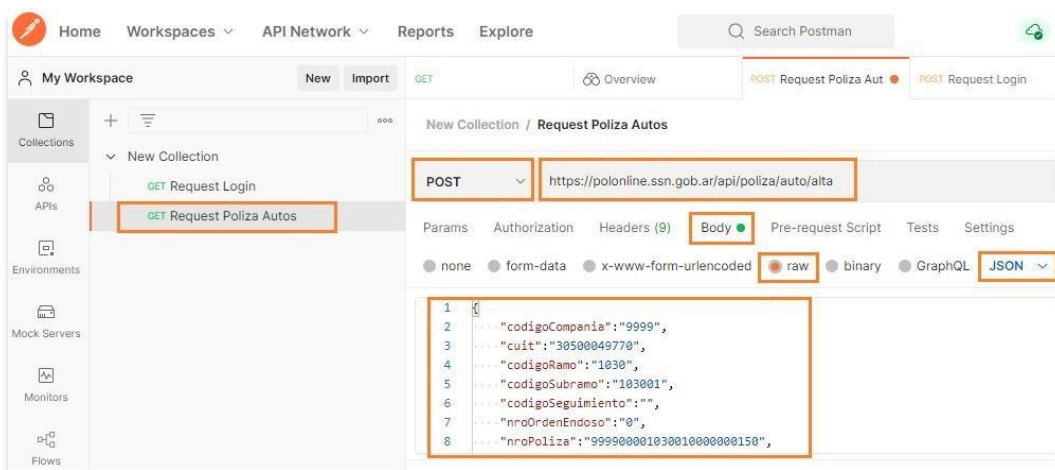 Home Workspaces API Network Reports Explore Search Postman
My Workspace New Import
GET Overview POST Request Poliza Aut POST Request Login
Collections
APIs
Environments
Mock Servers
Monitors
Flows
New Collection
GET Request Login
GET Request Poliza Autos
New Collection / Request Poliza Autos
POST https://polonline.ssn.gob.ar/api/poliza/auto/alta
Params Authorization Headers (9) Body Pre-request Script Tests Settings
none form-data x-www-form-urlencoded raw binary GraphQL JSON
1 {
2 "codigoCompania":"9999",
3 "cuit":"30500049770",
4 "codigoRamo":"1030",
5 "codigoSubramo":"103001",
6 "codigoSeguimiento":"",
7 "nroOrdenEndoso":"0",
8 "nroPoliza":"9999000010300100000000150",